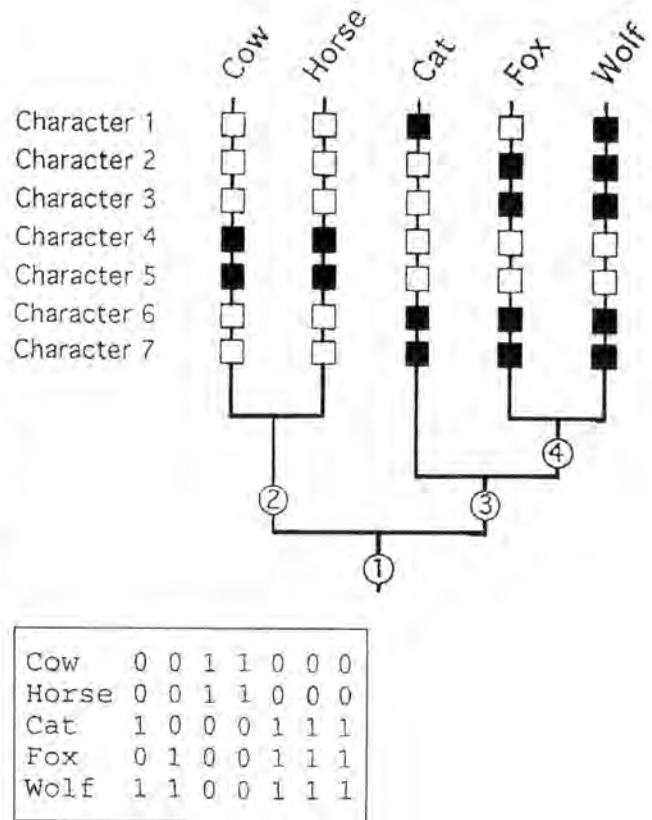 Cow Horse Cat Fox Wolf
Character 1
Character 2
Character 3
Character 4
Character 5
Character 6
Character 7
4
2 3
1
Cow 0 0 1 1 0 0 0
Horse 0 0 1 1 0 0 0
Cat 1 0 0 0 1 1 1
Fox 0 1 0 0 1 1 1
Wolf 1 1 0 0 1 1 1